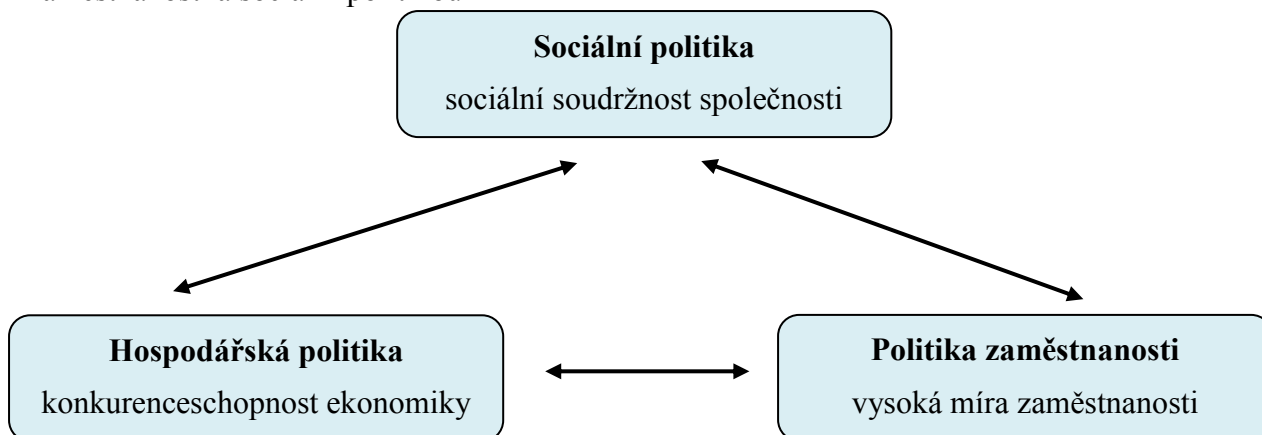 Sociální politika
sociální soudržnost společnosti
Hospodářská politika
konkurenceschopnost ekonomiky
Politika zaměstnanosti
vysoká míra zaměstnanosti